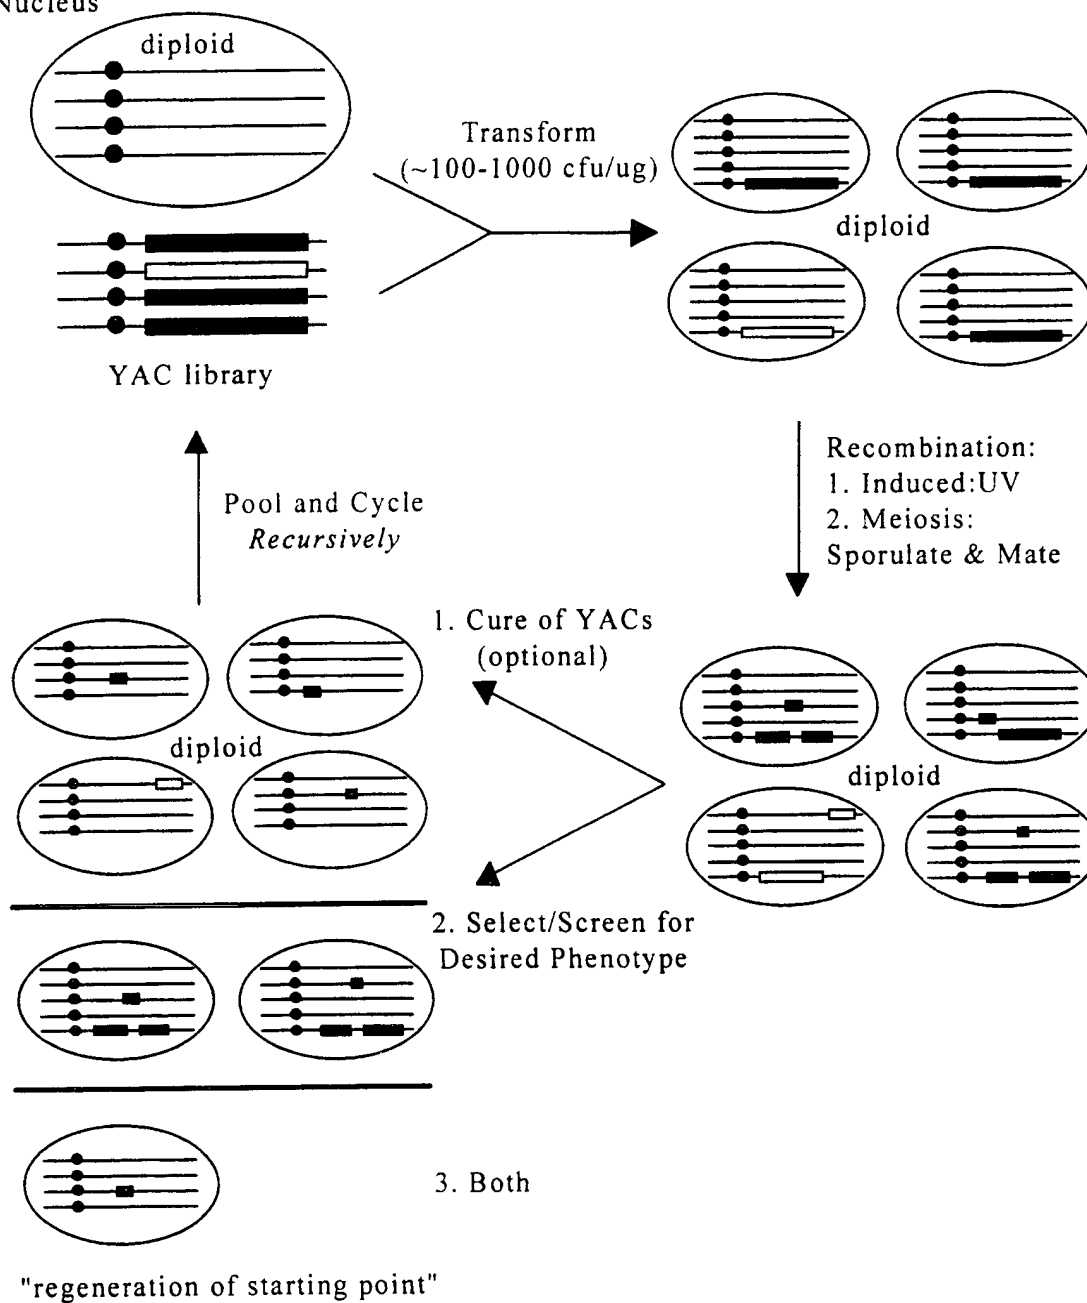 Nucleus
diploid
Transform
(~100-1000 cfu/ug)
diploid
YAC library
Recombination:
1. Induced:UV
2. Meiosis:
Sporulate & Mate
Pool and Cycle
Recursively
1. Cure of YACs
(optional)
diploid
diploid
2. Select/Screen for
Desired Phenotype
3. Both
"regeneration of starting point"